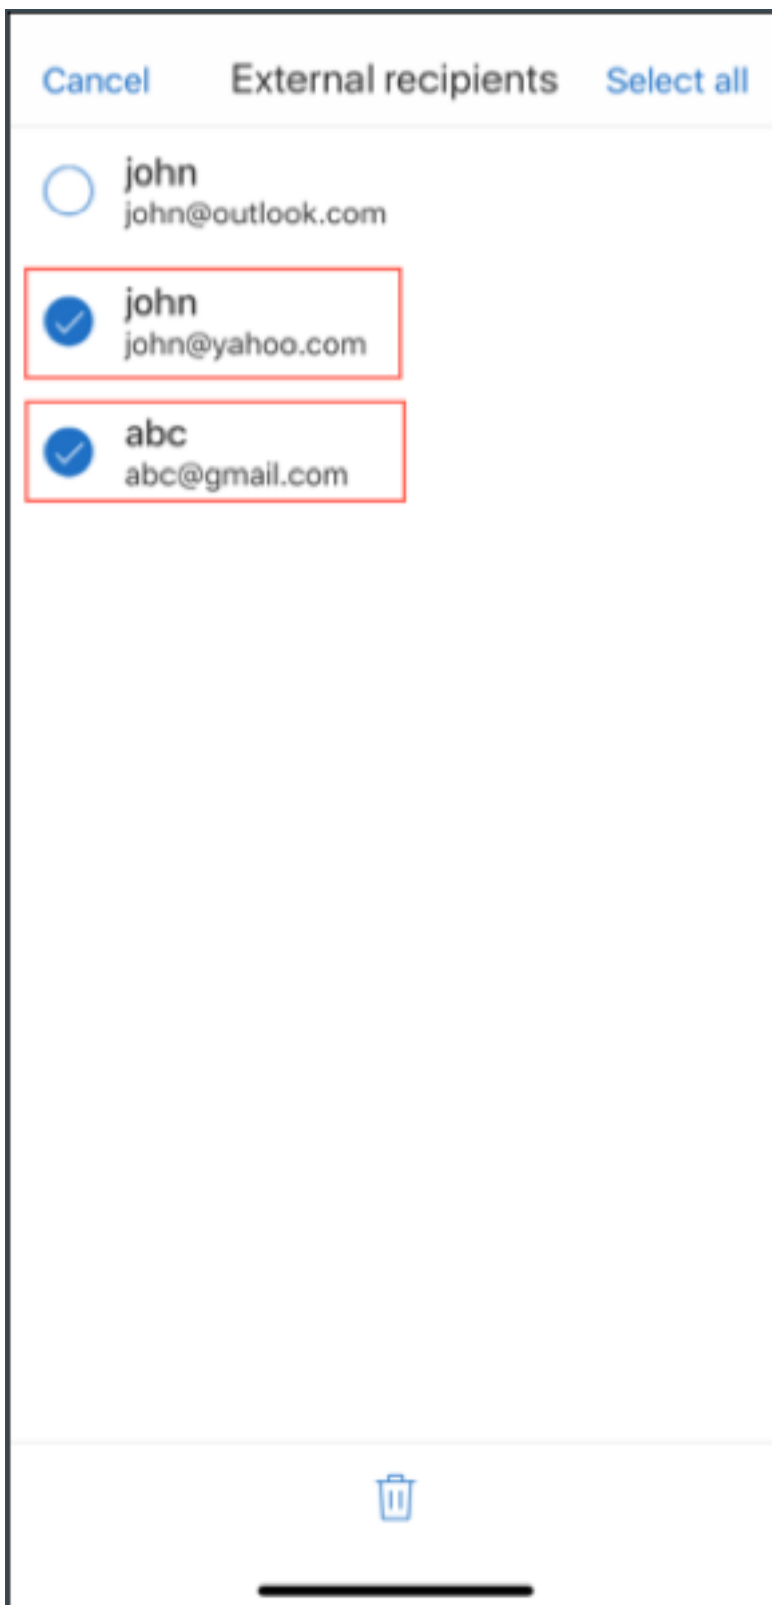 Cancel External recipients Select all
john
john@outlook.com
john
john@yahoo.com
abc
abc@gmail.com